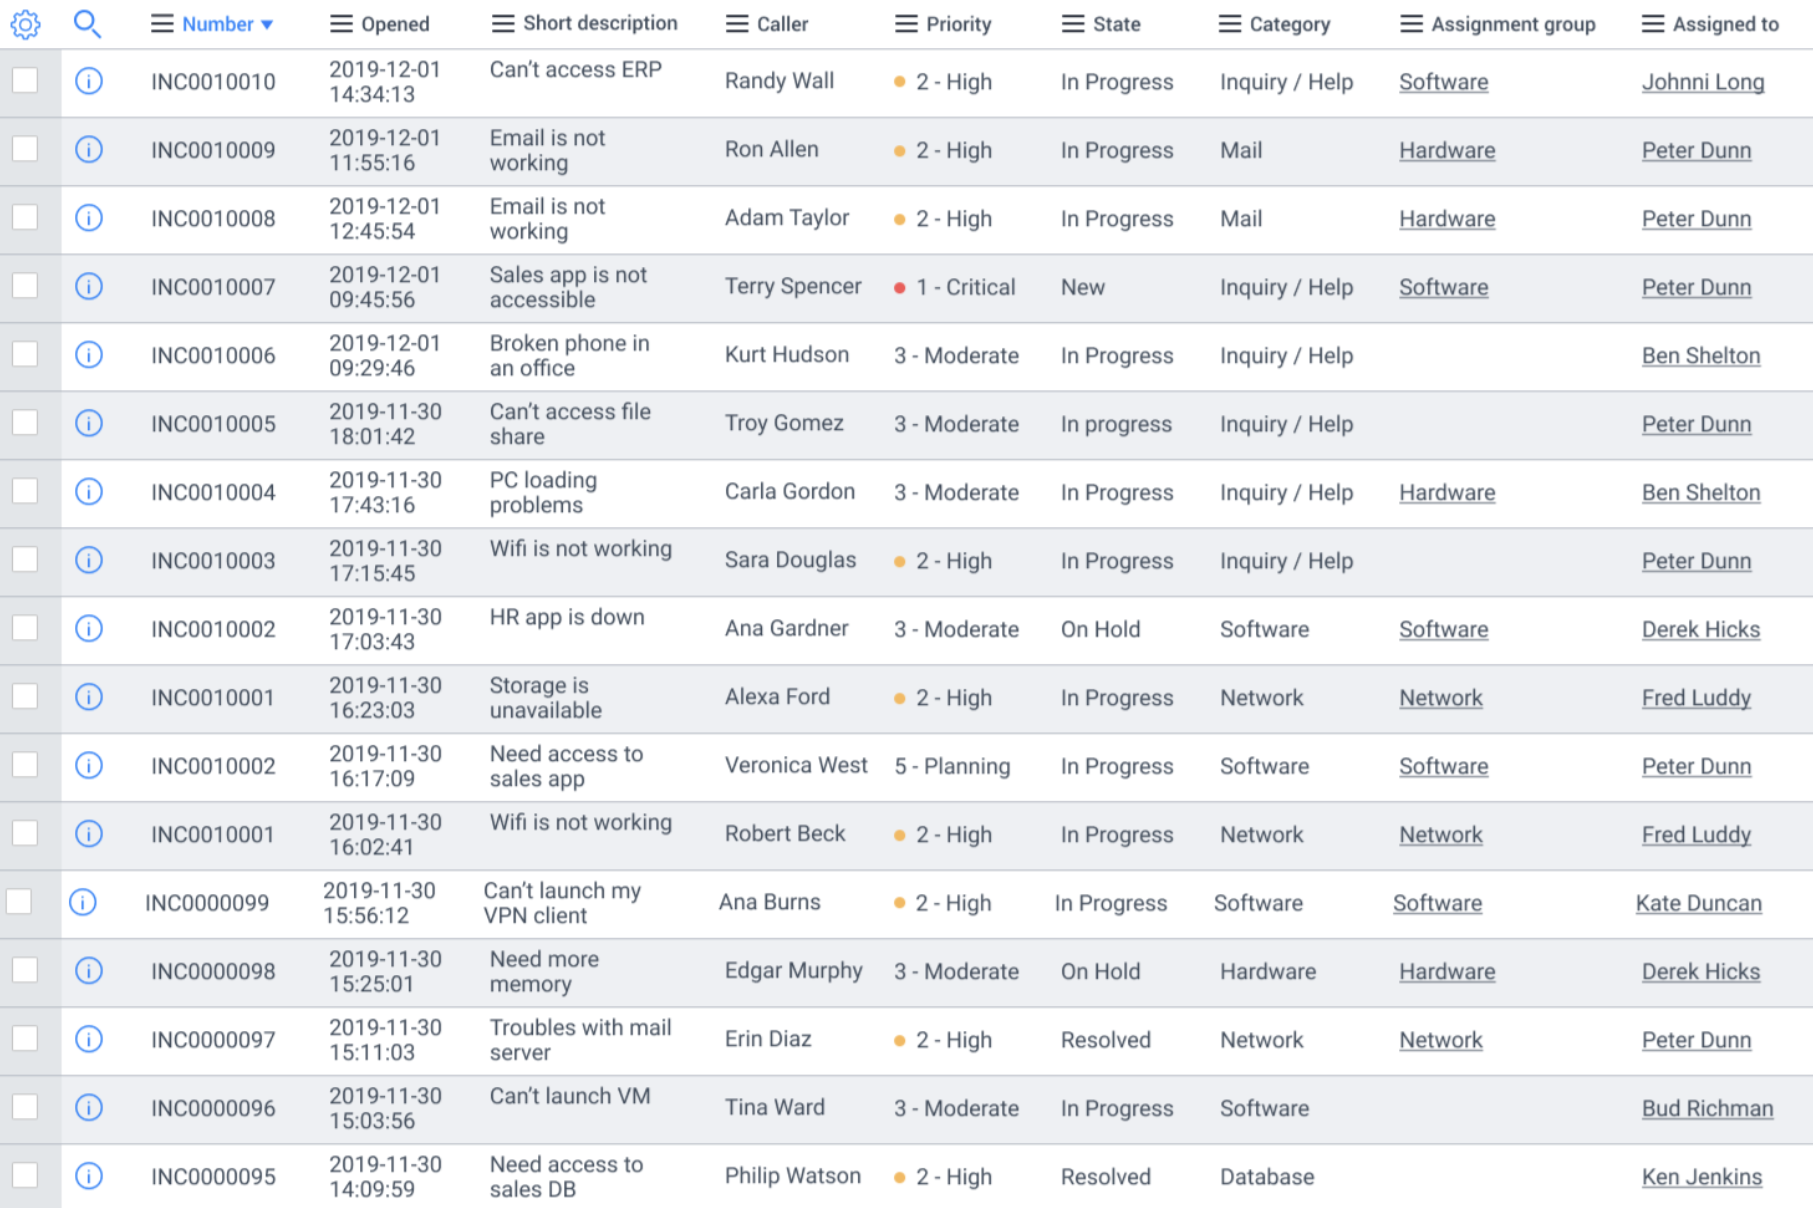 Number Opened Short description Caller Priority State Category Assignment group Assigned to
INC0010010 2019-12-01 14:34:13 Can't access ERP Randy Wall 2 - High In Progress Inquiry / Help Software Johnni Long
INC0010009 2019-12-01 11:55:16 Email is not working Ron Allen 2 - High In Progress Mail Hardware Peter Dunn
INC0010008 2019-12-01 12:45:54 Email is not working Adam Taylor 2 - High In Progress Mail Hardware Peter Dunn
INC0010007 2019-12-01 09:45:56 Sales app is not accessible Terry Spencer 1 - Critical New Inquiry / Help Software Peter Dunn
INC0010006 2019-12-01 09:29:46 Broken phone in an office Kurt Hudson 3 - Moderate In Progress Inquiry / Help Ben Shelton
INC0010005 2019-11-30 18:01:42 Can't access file share Troy Gomez 3 - Moderate In progress Inquiry / Help Peter Dunn
INC0010004 2019-11-30 17:43:16 PC loading problems Carla Gordon 3 - Moderate In Progress Inquiry / Help Hardware Ben Shelton
INC0010003 2019-11-30 17:15:45 Wifi is not working Sara Douglas 2 - High In Progress Inquiry / Help Peter Dunn
INC0010002 2019-11-30 17:03:43 HR app is down Ana Gardner 3 - Moderate On Hold Software Software Derek Hicks
INC0010001 2019-11-30 16:23:03 Storage is unavailable Alexa Ford 2 - High In Progress Network Network Fred Luddy
INC0010002 2019-11-30 16:17:09 Need access to sales app Veronica West 5 - Planning In Progress Software Software Peter Dunn
INC0010001 2019-11-30 16:02:41 Wifi is not working Robert Beck 2 - High In Progress Network Network Fred Luddy
INC0000099 2019-11-30 15:56:12 Can't launch my VPN client Ana Burns 2 - High In Progress Software Software Kate Duncan
INC0000098 2019-11-30 15:25:01 Need more memory Edgar Murphy 3 - Moderate On Hold Hardware Hardware Derek Hicks
INC0000097 2019-11-30 15:11:03 Troubles with mail server Erin Diaz 2 - High Resolved Network Network Peter Dunn
INC0000096 2019-11-30 15:03:56 Can't launch VM Tina Ward 3 - Moderate In Progress Software Bud Richman
INC0000095 2019-11-30 14:09:59 Need access to sales DB Philip Watson 2 - High Resolved Database Ken Jenkins